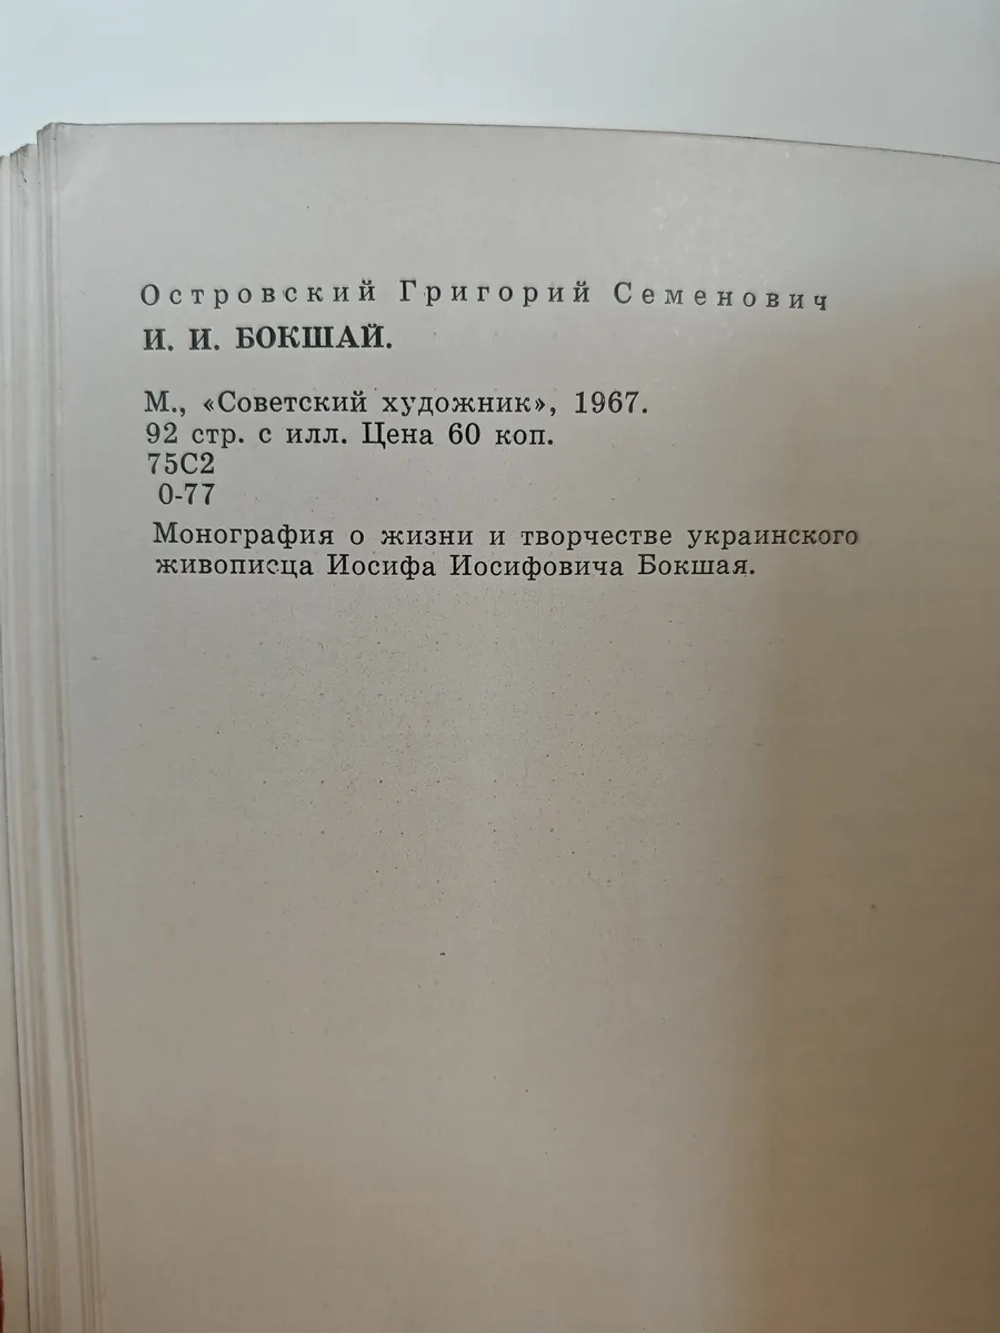 Островский Григорий Семенович
И. И. БОКШАЙ.
М., «Советский художник», 1967.
92 стр. с илл. Цена 60 коп.
75С2
0-77
Монография о жизни и творчестве украинского
живописца Иосифа Иосифовича Бокшая.